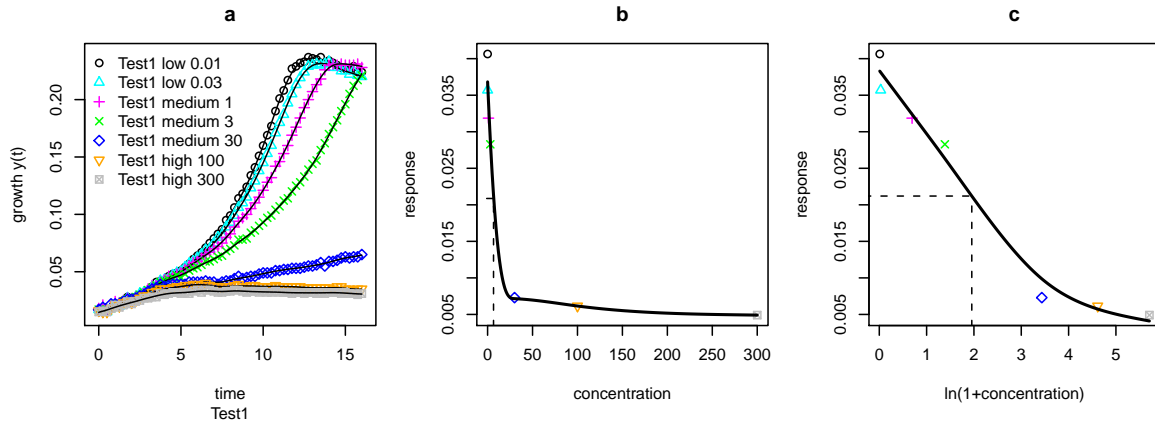 a
growth y(t)
0.05 0.10 0.15 0.20
Test1 low 0.01
Test1 low 0.03
Test1 medium 1
Test1 medium 3
Test1 medium 30
Test1 high 100
Test1 high 300
0 5 10 15
time
Test1
b
response
0.005 0.015 0.025 0.035
0 50 100 150 200 250 300
concentration
c
response
0.005 0.015 0.025 0.035
0 1 2 3 4 5
ln(1+concentration)